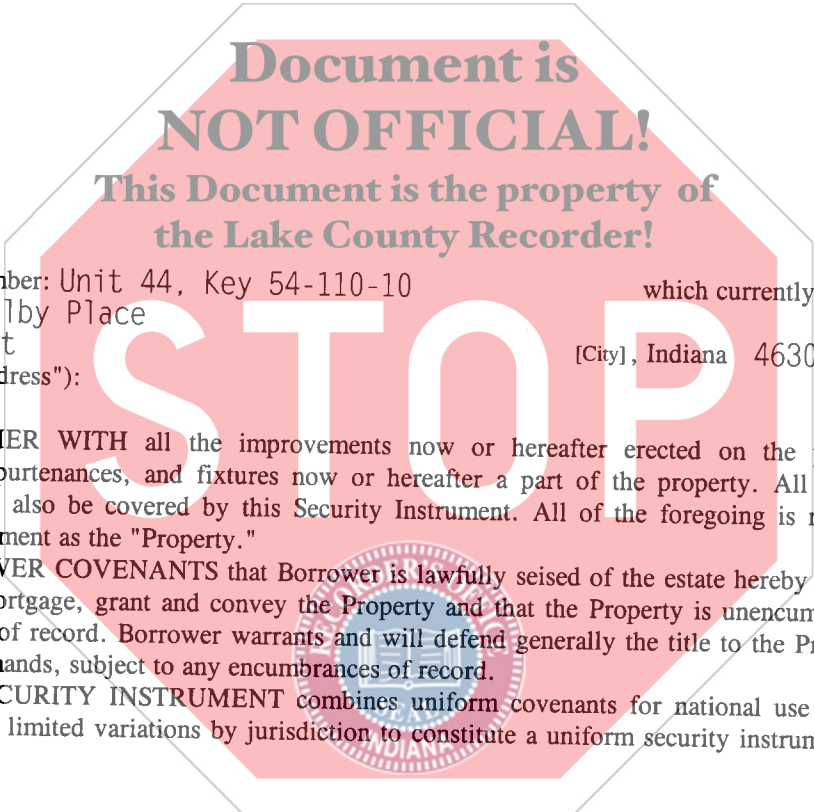 Document is
NOT OFFICIAL!
This Document is the property of
the Lake County Recorder!
STOP
nber: Unit 44, Key 54-110-10 which currently
lby Place
t [City], Indiana 4630
dress"):
ER WITH all the improvements now or hereafter erected on the
ourtenances, and fixtures now or hereafter a part of the property. All
also be covered by this Security Instrument. All of the foregoing is r
ment as the "Property."
VER COVENANTS that Borrower is lawfully seised of the estate hereby
ortgage, grant and convey the Property and that the Property is unencum
of record. Borrower warrants and will defend generally the title to the Pr
nands, subject to any encumbrances of record.
CURITY INSTRUMENT combines uniform covenants for national use
limited variations by jurisdiction to constitute a uniform security instrum
SEAL
INDIANA